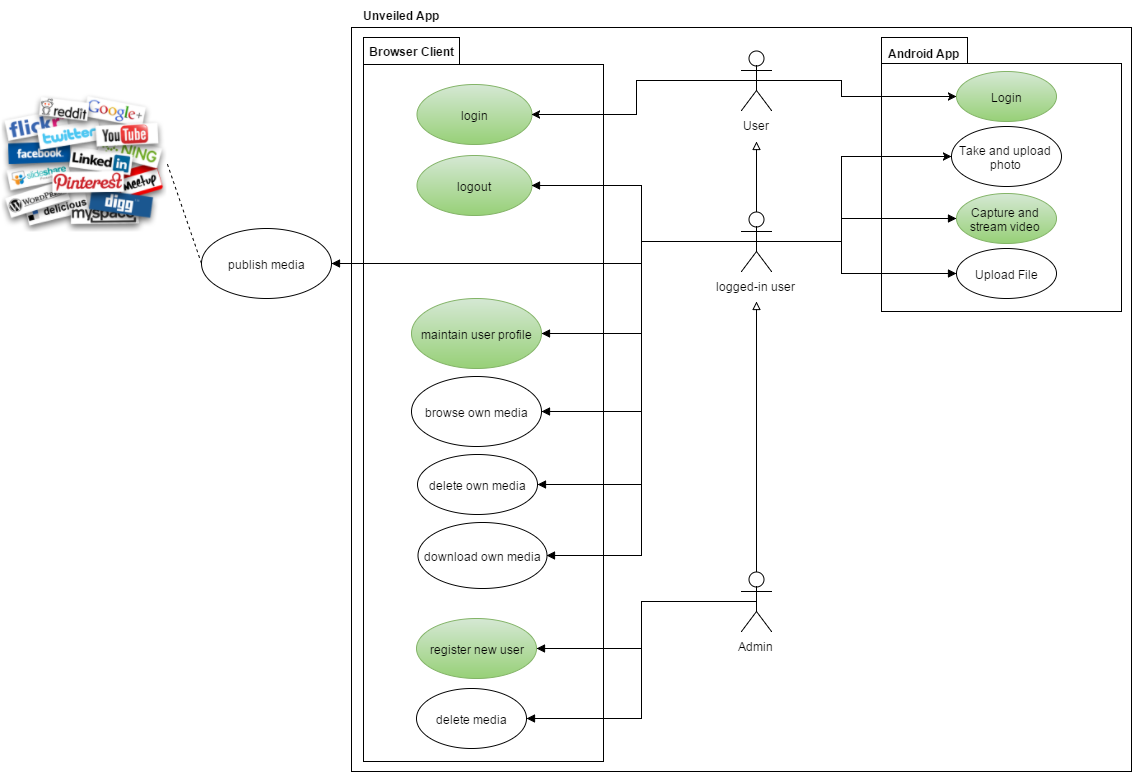 Unveiled App
Browser Client
Android App
login
User
Login
Take and upload
photo
logout
Capture and
stream video
logged-in user
Upload File
publish media
maintain user profile
browse own media
delete own media
download own media
register new user
Admin
delete media
reddit
Google+
flickr
twitter
YouTube
facebook.
Linked in
NING
slideshare
Pinterest
Meetup
WORDPRESS
delicious
myspace
digg